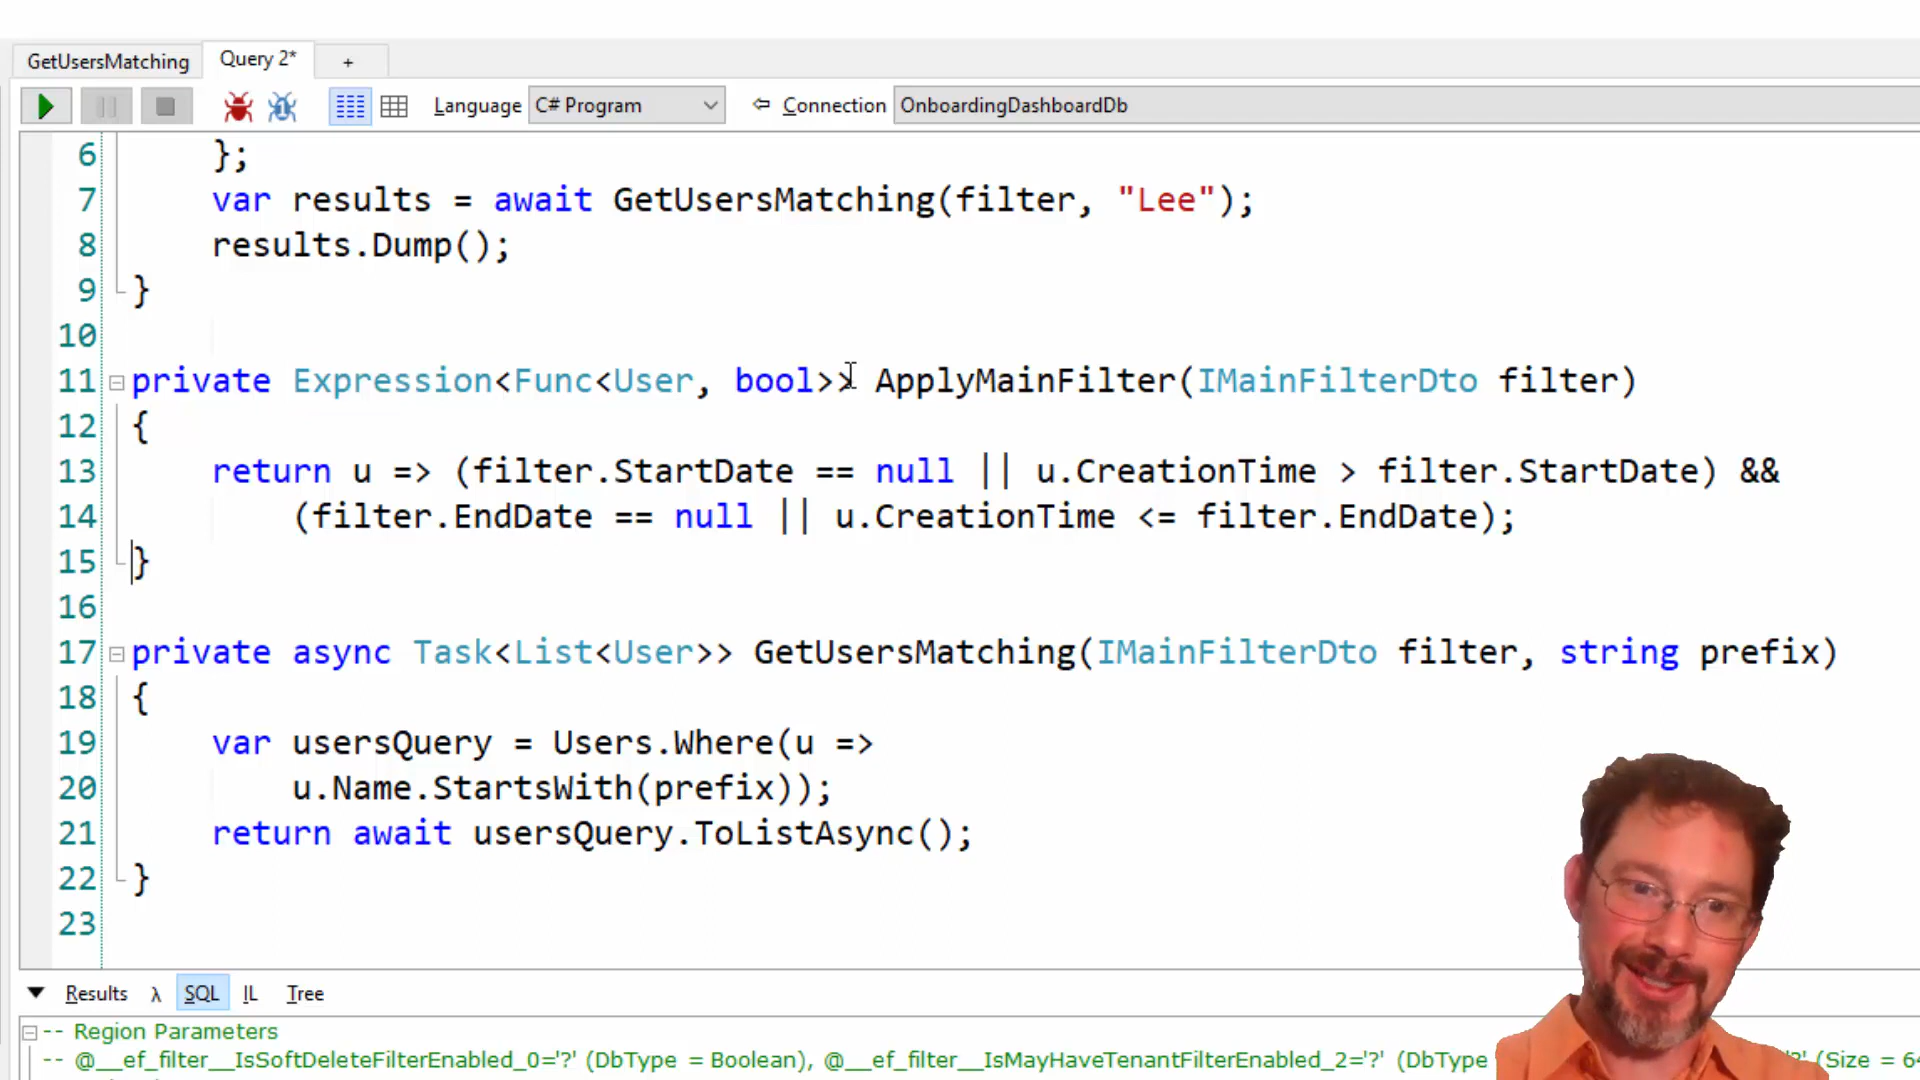 GetUsersMatching Query 2* +
Language C# Program Connection OnboardingDashboardDb
6 };
7 var results = await GetUsersMatching(filter, "Lee");
8 results.Dump();
9 }
10
11 private Expression<Func<User, bool>> ApplyMainFilter(IMainFilterDto filter)
12 {
13 return u => (filter.StartDate == null || u.CreationTime > filter.StartDate) &&
14 (filter.EndDate == null || u.CreationTime <= filter.EndDate);
15 }
16
17 private async Task<List<User>> GetUsersMatching(IMainFilterDto filter, string prefix)
18 {
19 var usersQuery = Users.Where(u =>
20 u.Name.StartsWith(prefix));
21 return await usersQuery.ToListAsync();
22 }
23
Results λ SQL IL Tree
-- Region Parameters
-- @__ef_filter__IsSoftDeleteFilterEnabled_0='?' (DbType = Boolean), @__ef_filter__IsMayHaveTenantFilterEnabled_2='?' (DbType '?' (Size = 64